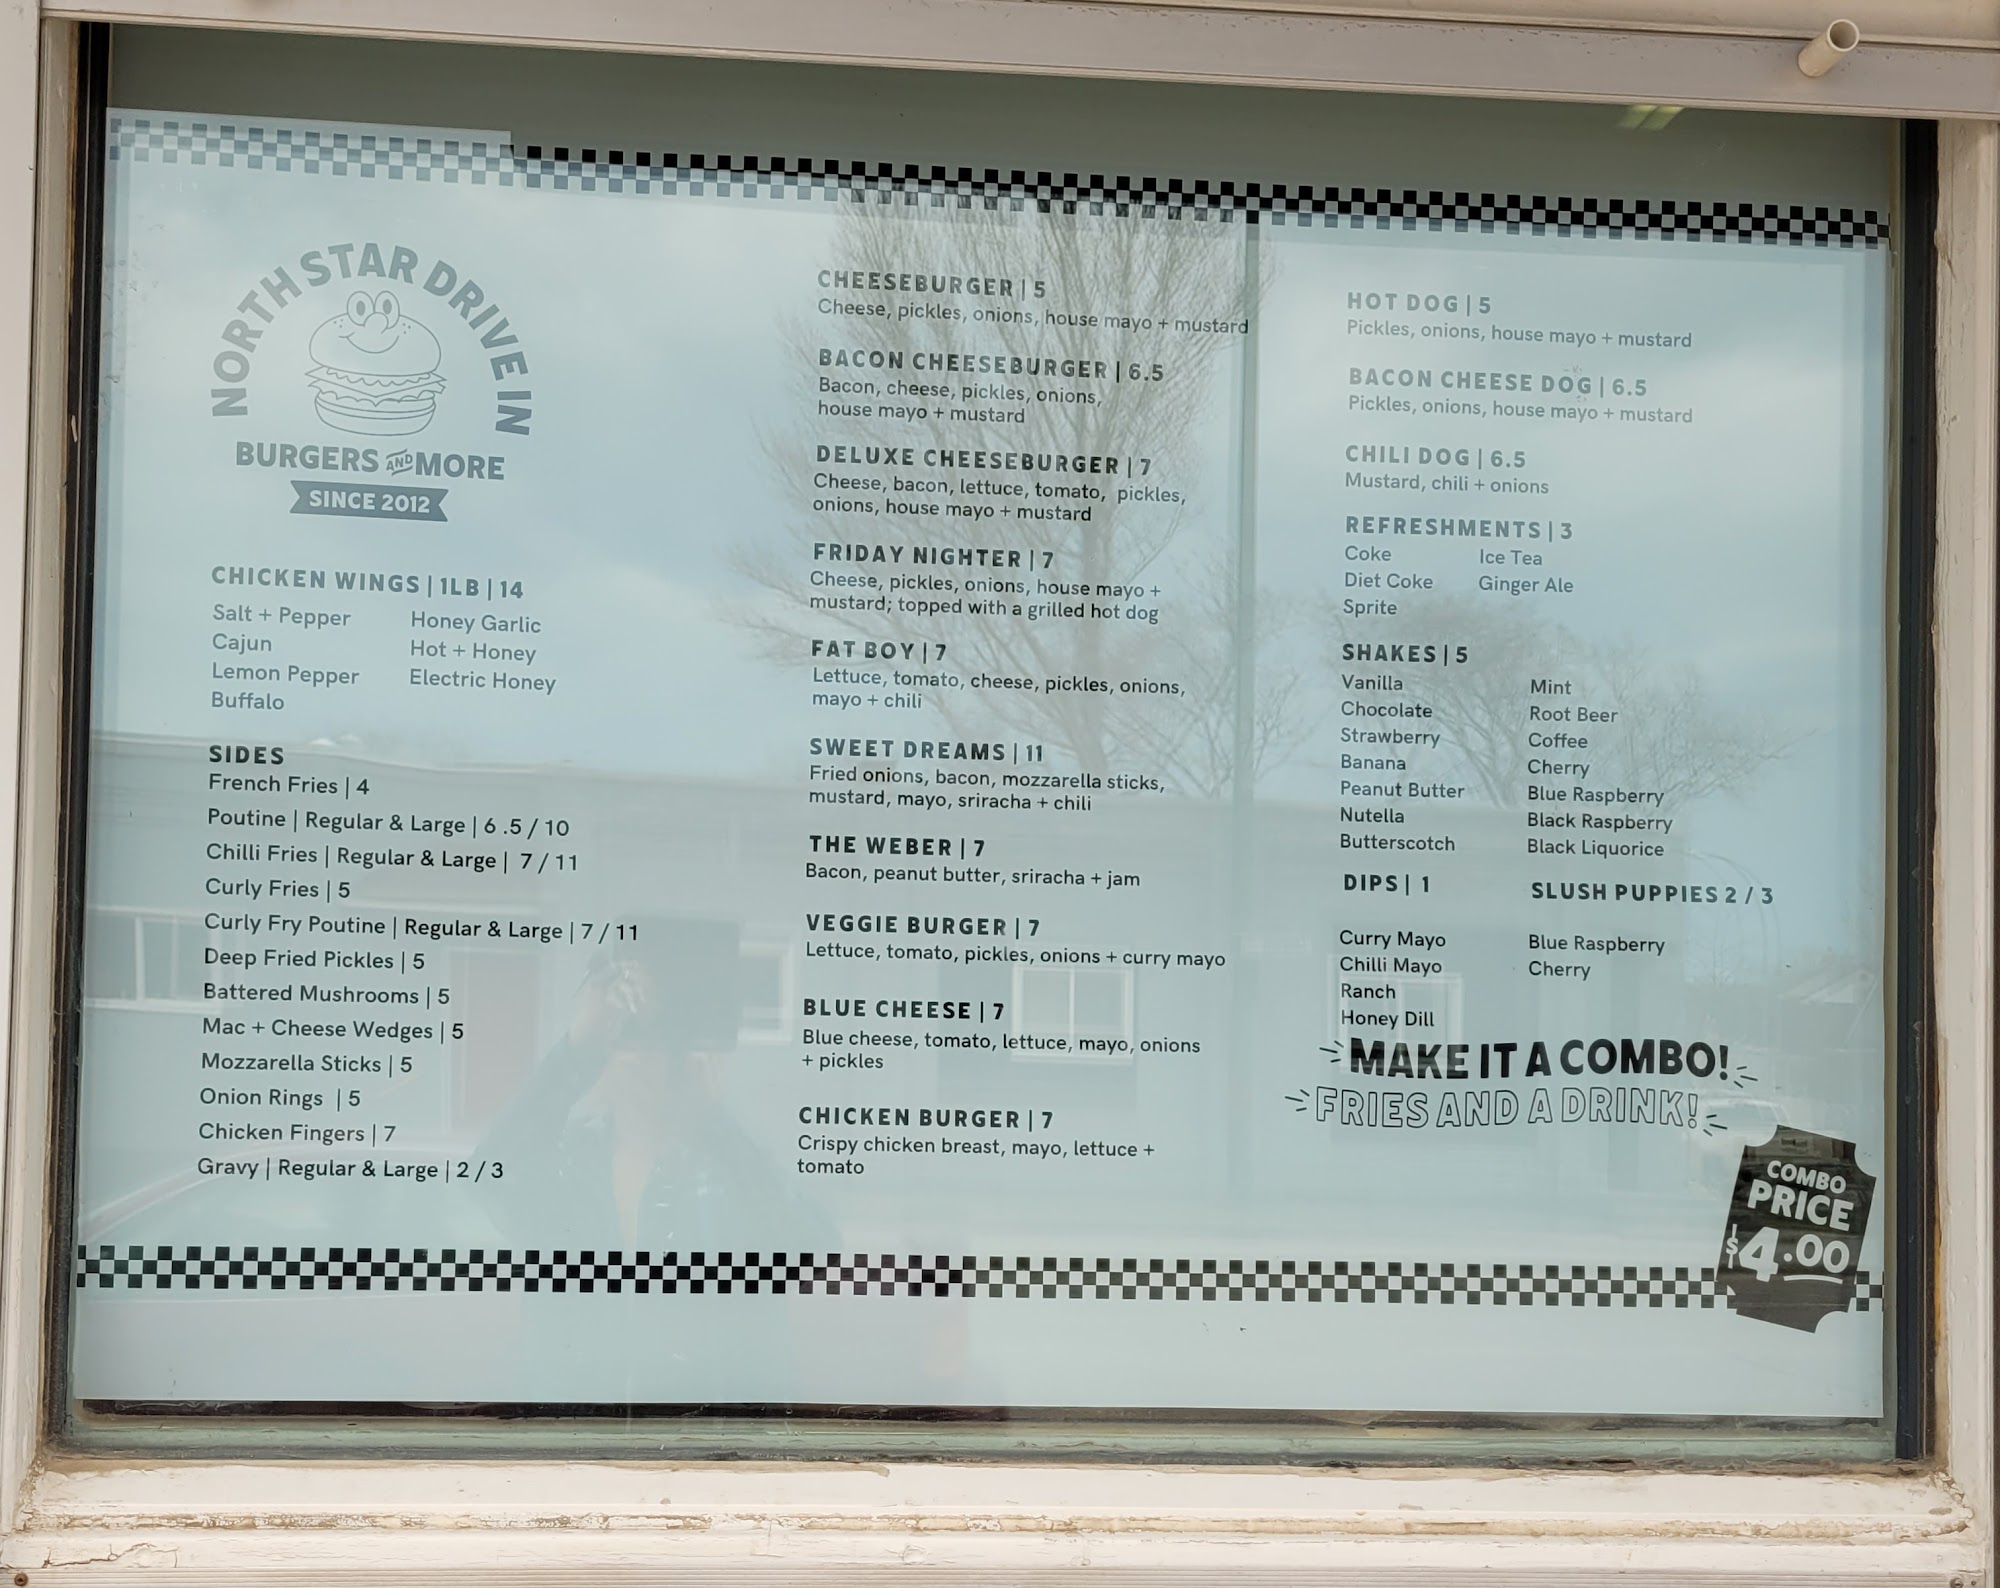 NORTH STAR DRIVE IN
BURGERS AND MORE
SINCE 2012
CHICKEN WINGS | 1LB | 14
Salt + Pepper
Cajun
Lemon Pepper
Buffalo
Honey Garlic
Hot + Honey
Electric Honey
SIDES
French Fries | 4
Poutine | Regular & Large | 6 .5 / 10
Chilli Fries | Regular & Large | 7 / 11
Curly Fries | 5
Curly Fry Poutine | Regular & Large | 7 / 11
Deep Fried Pickles | 5
Battered Mushrooms | 5
Mac + Cheese Wedges | 5
Mozzarella Sticks | 5
Onion Rings | 5
Chicken Fingers | 7
Gravy | Regular & Large | 2 / 3
CHEESEBURGER | 5
Cheese, pickles, onions, house mayo + mustard
BACON CHEESEBURGER | 6.5
Bacon, cheese, pickles, onions,
house mayo + mustard
DELUXE CHEESEBURGER | 7
Cheese, bacon, lettuce, tomato, pickles,
onions, house mayo + mustard
FRIDAY NIGHTER | 7
Cheese, pickles, onions, house mayo +
mustard; topped with a grilled hot dog
FAT BOY | 7
Lettuce, tomato, cheese, pickles, onions,
mayo + chili
SWEET DREAMS | 11
Fried onions, bacon, mozzarella sticks,
mustard, mayo, sriracha + chili
THE WEBER | 7
Bacon, peanut butter, sriracha + jam
VEGGIE BURGER | 7
Lettuce, tomato, pickles, onions + curry mayo
BLUE CHEESE | 7
Blue cheese, tomato, lettuce, mayo, onions
+ pickles
CHICKEN BURGER | 7
Crispy chicken breast, mayo, lettuce +
tomato
HOT DOG | 5
Pickles, onions, house mayo + mustard
BACON CHEESE DOG | 6.5
Pickles, onions, house mayo + mustard
CHILI DOG | 6.5
Mustard, chili + onions
REFRESHMENTS | 3
Coke
Diet Coke
Sprite
Ice Tea
Ginger Ale
SHAKES | 5
Vanilla
Chocolate
Strawberry
Banana
Peanut Butter
Nutella
Butterscotch
Mint
Root Beer
Coffee
Cherry
Blue Raspberry
Black Raspberry
Black Liquorice
DIPS | 1
Curry Mayo
Chilli Mayo
Ranch
Honey Dill
SLUSH PUPPIES 2 / 3
Blue Raspberry
Cherry
MAKE IT A COMBO!
FRIES AND A DRINK!
COMBO
PRICE
$4.00